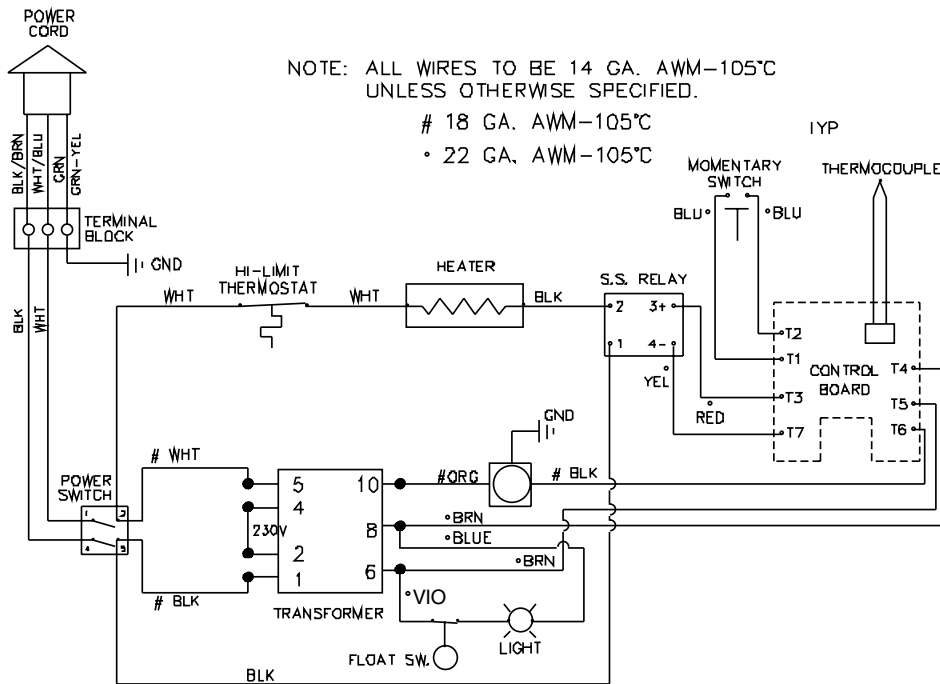 POWER
CORD
NOTE: ALL WIRES TO BE 14 GA. AWM-105°C
UNLESS OTHERWISE SPECIFIED.
# 18 GA. AWM-105°C
° 22 GA. AWM-105°C
TYP
MOMENTARY
SWITCH
THERMOCOUPLE
BLU °
°BLU
BLK/BRN
WHT/BLU
GRN
GRN-YEL
TERMINAL
BLOCK
GND
HI-LIMIT
THERMOSTAT
HEATER
S.S. RELAY
WHT
WHT
BLK
2 3+
1 4-
BLK
WHT
T2
T1
T4
CONTROL
BOARD
T3
T5
T6
T7
°
YEL
°
RED
GND
# WHT
POWER
SWITCH
5 10
#ORG
# BLK
4
230V
8
2
1 6
1 2
4 5
°BRN
°BLUE
°BRN
# BLK
TRANSFORMER
°VIO
FLOAT SW.
LIGHT
BLK